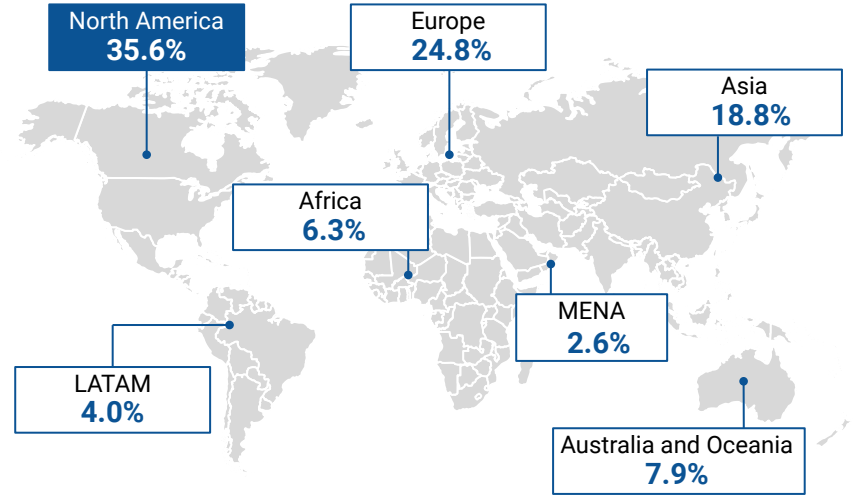 North America
35.6%
Europe
24.8%
Asia
18.8%
Africa
6.3%
MENA
2.6%
LATAM
4.0%
Australia and Oceania
7.9%